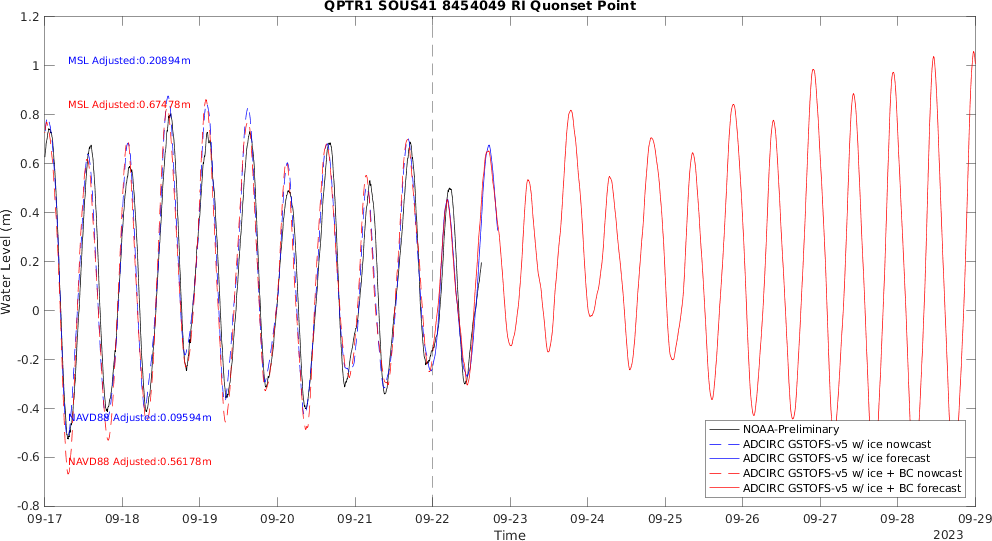 QPTR1 SOUS41 8454049 RI Quonset Point
1.2
1
0.8
0.6
0.4
0.2
0
-0.2
-0.4
-0.6
-0.8
Water Level (m)
MSL Adjusted:0.20894m
MSL Adjusted:0.67478m
NAVD88 Adjusted:0.09594m
NAVD88 Adjusted:0.56178m
NOAA-Preliminary
ADCIRC GSTOFS-v5 w/ ice nowcast
ADCIRC GSTOFS-v5 w/ ice forecast
ADCIRC GSTOFS-v5 w/ ice + BC nowcast
ADCIRC GSTOFS-v5 w/ ice + BC forecast
09-17 09-18 09-19 09-20 09-21 09-22 09-23 09-24 09-25 09-26 09-27 09-28 09-29
Time
2023